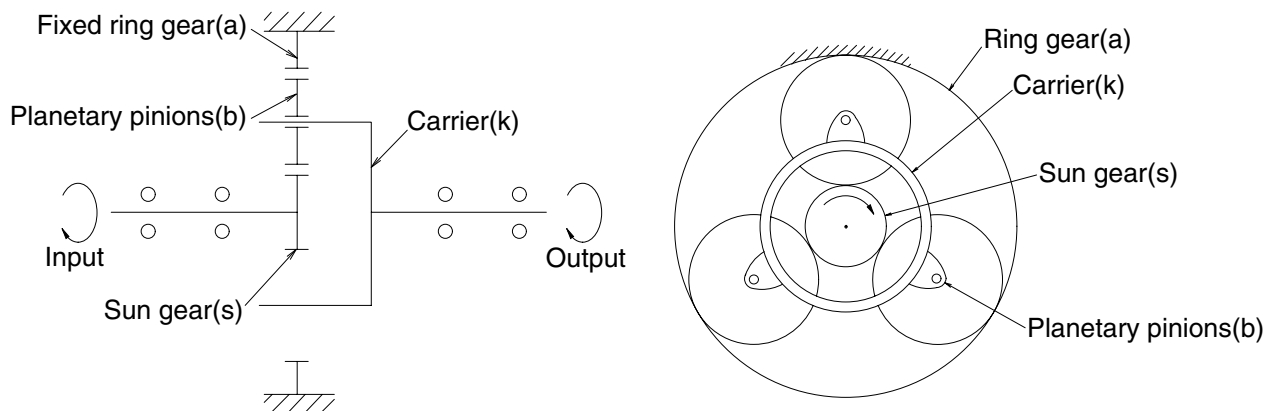 Fixed ring gear(a)
Planetary pinions(b)
Carrier(k)
Input
Output
Sun gear(s)
Ring gear(a)
Carrier(k)
Sun gear(s)
Planetary pinions(b)